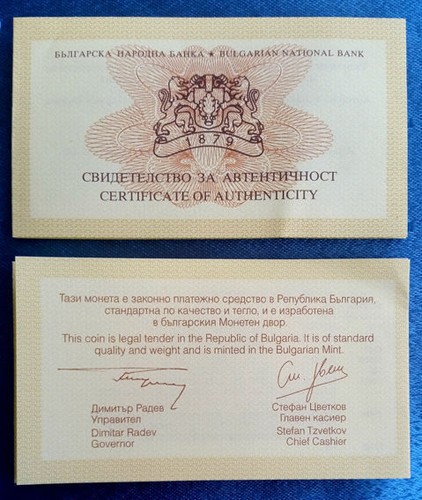 БЪЛГАРСКА НАРОДНА БАНКА ★ BULGARIAN NATIONAL BANK
1879
СВИДЕТЕЛСТВО ЗА АВТЕНТИЧНОСТ
CERTIFICATE OF AUTHENTICITY
Тази монета е законно платежно средство в Република България,
стандартна по качество и тегло, и е изработена
в българския Монетен двор.
This coin is legal tender in the Republic of Bulgaria. It is of standard
quality and weight and is minted in the Bulgarian Mint.
Димитър Радев
Управител
Dimitar Radev
Governor
Стефан Цветков
Главен касиер
Stefan Tzvetkov
Chief Cashier